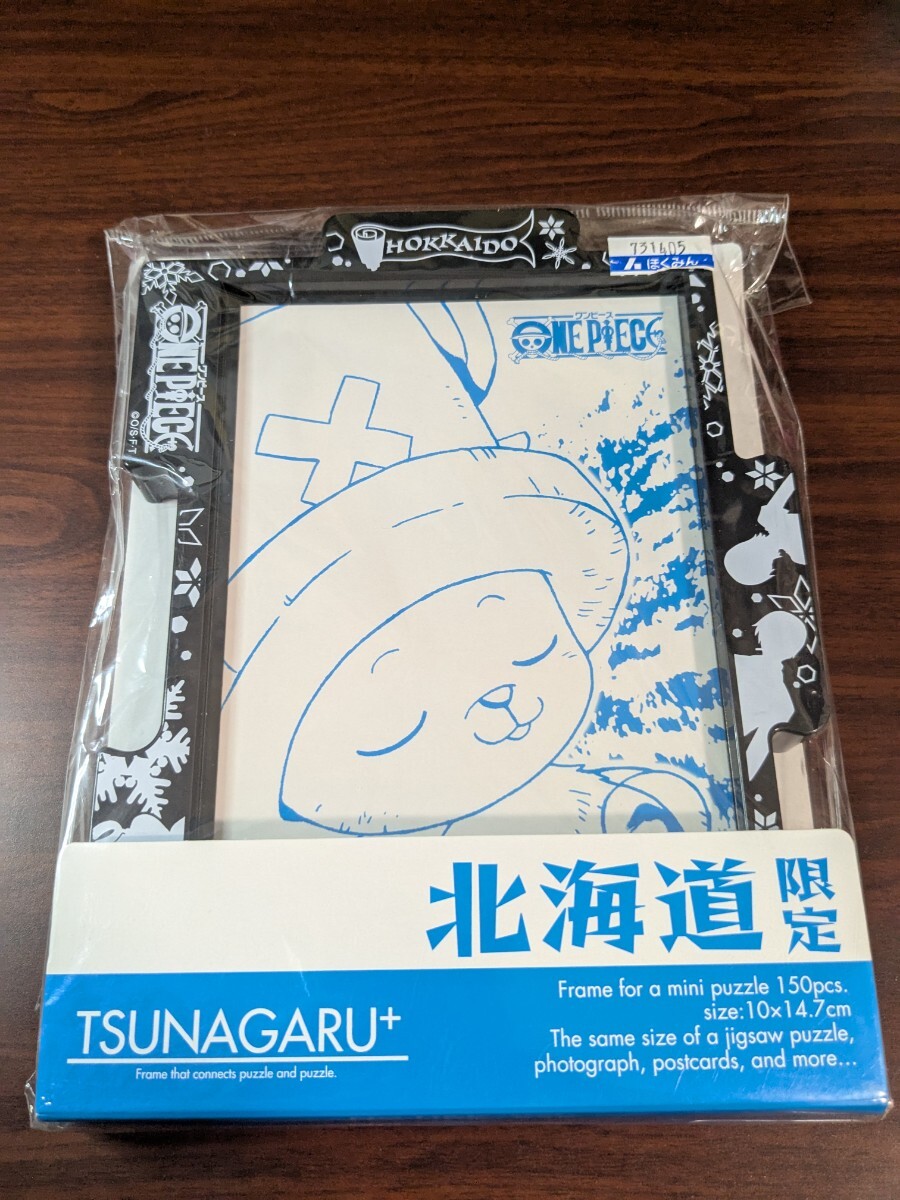 HOKKAIDO
731605
ほくみん
ワンピース
ONE PIECE
ワンピース
ONE PIECE
©O/S・F・T
北海道 限定
TSUNAGARU+
Frame that connects puzzle and puzzle.
Frame for a mini puzzle 150pcs.
size:10×14.7cm
The same size of a jigsaw puzzle,
photograph, postcards, and more...